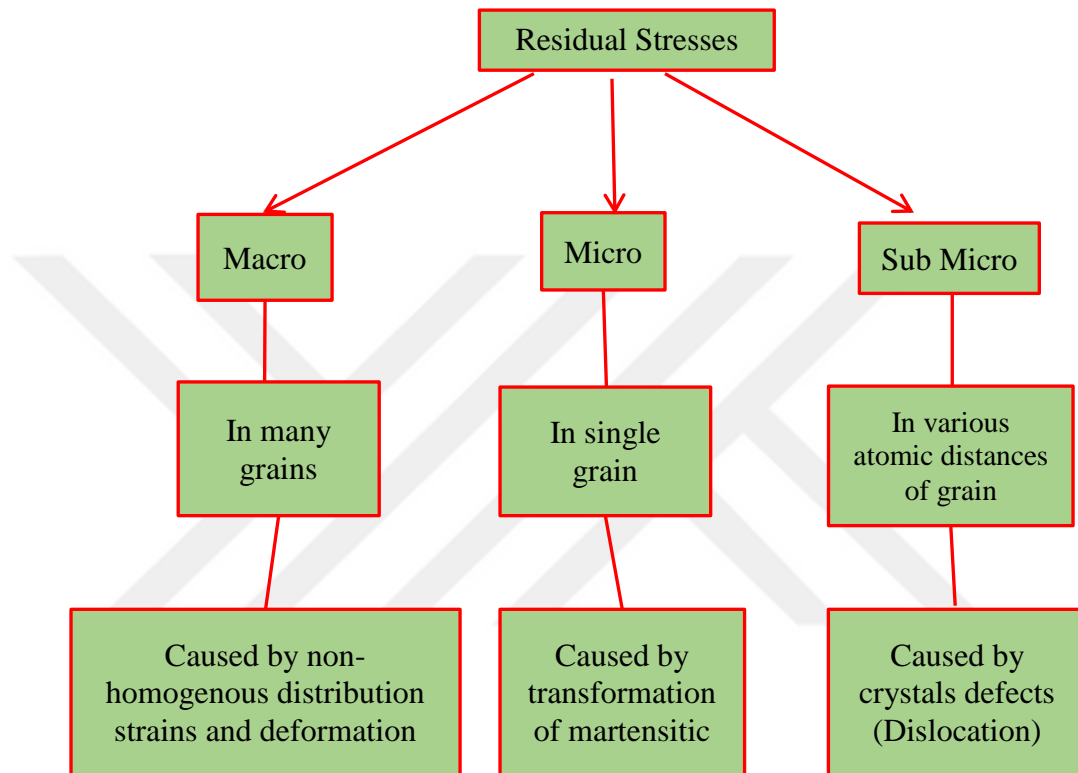 Residual Stresses
Macro
Micro
Sub Micro
In many
grains
In single
grain
In various
atomic distances
of grain
Caused by non-
homogenous distribution
strains and deformation
Caused by
transformation
of martensitic
Caused by
crystals defects
(Dislocation)